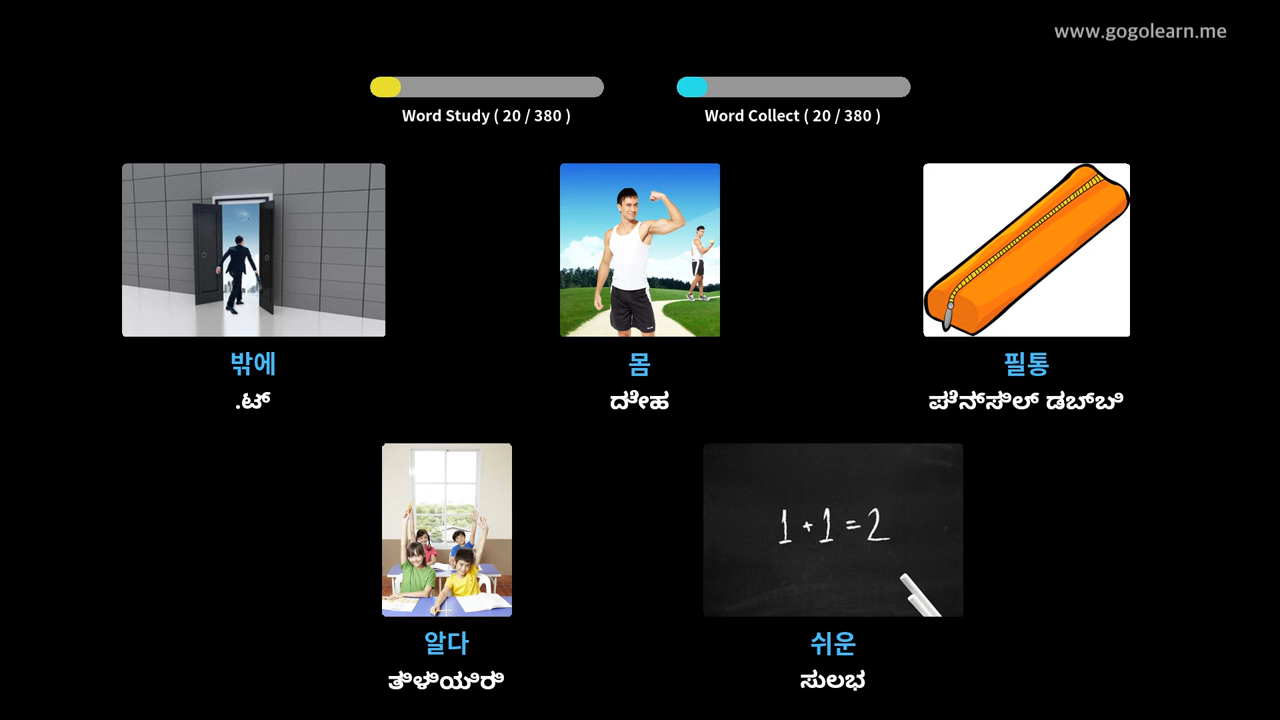 www.gogolearn.me
Word Study ( 20 / 380 )
Word Collect ( 20 / 380 )
밖에
.ಟ್
몸
ದೇಹ
필통
ಪೆನ್ಸಿಲ್ ಡಬ್ಬಿ
1 + 1 = 2
알다
ತಿಳಿಯಿರಿ
쉬운
ಸುಲಭ